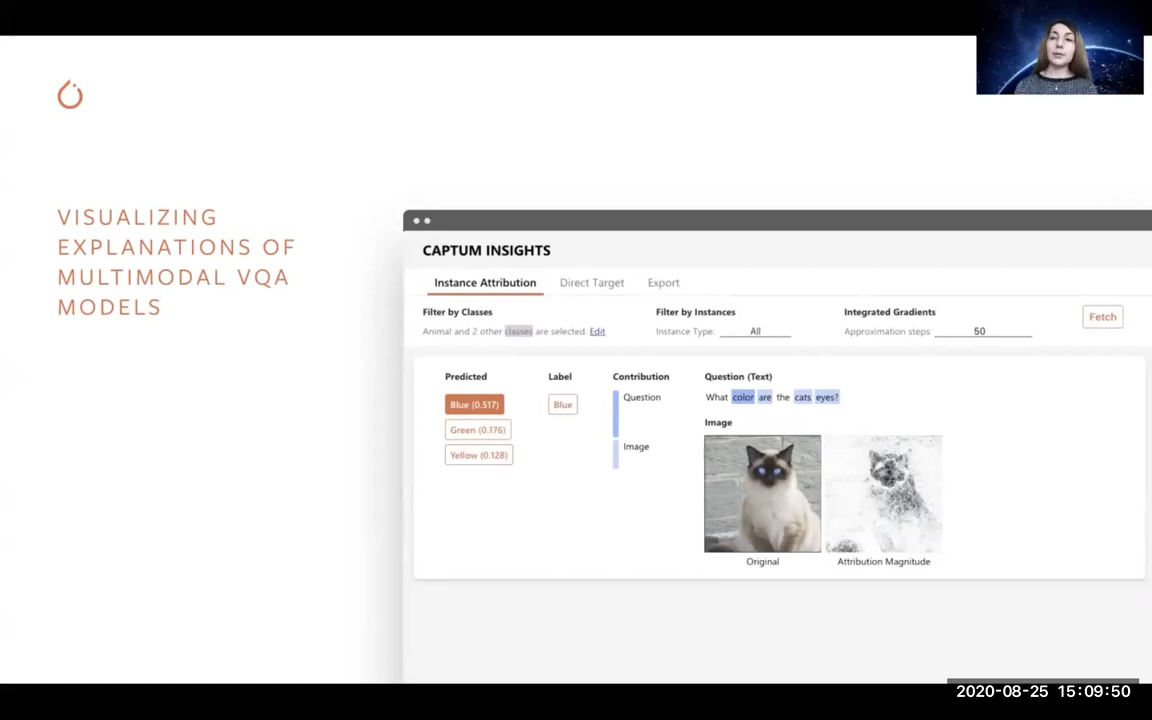 VISUALIZING
EXPLANATIONS OF
MULTIMODAL VQA
MODELS
CAPTUM INSIGHTS
Instance Attribution Direct Target Export
Filter by Classes
Animal and 2 other classes are selected. Edit
Filter by Instances
Instance Type: All
Integrated Gradients
Approximation steps: 50
Fetch
Predicted
Blue (0.517)
Green (0.176)
Yellow (0.128)
Label
Blue
Contribution
Question
Image
Question (Text)
What color are the cats eyes?
Image
Original
Attribution Magnitude
2020-08-25 15:09:50